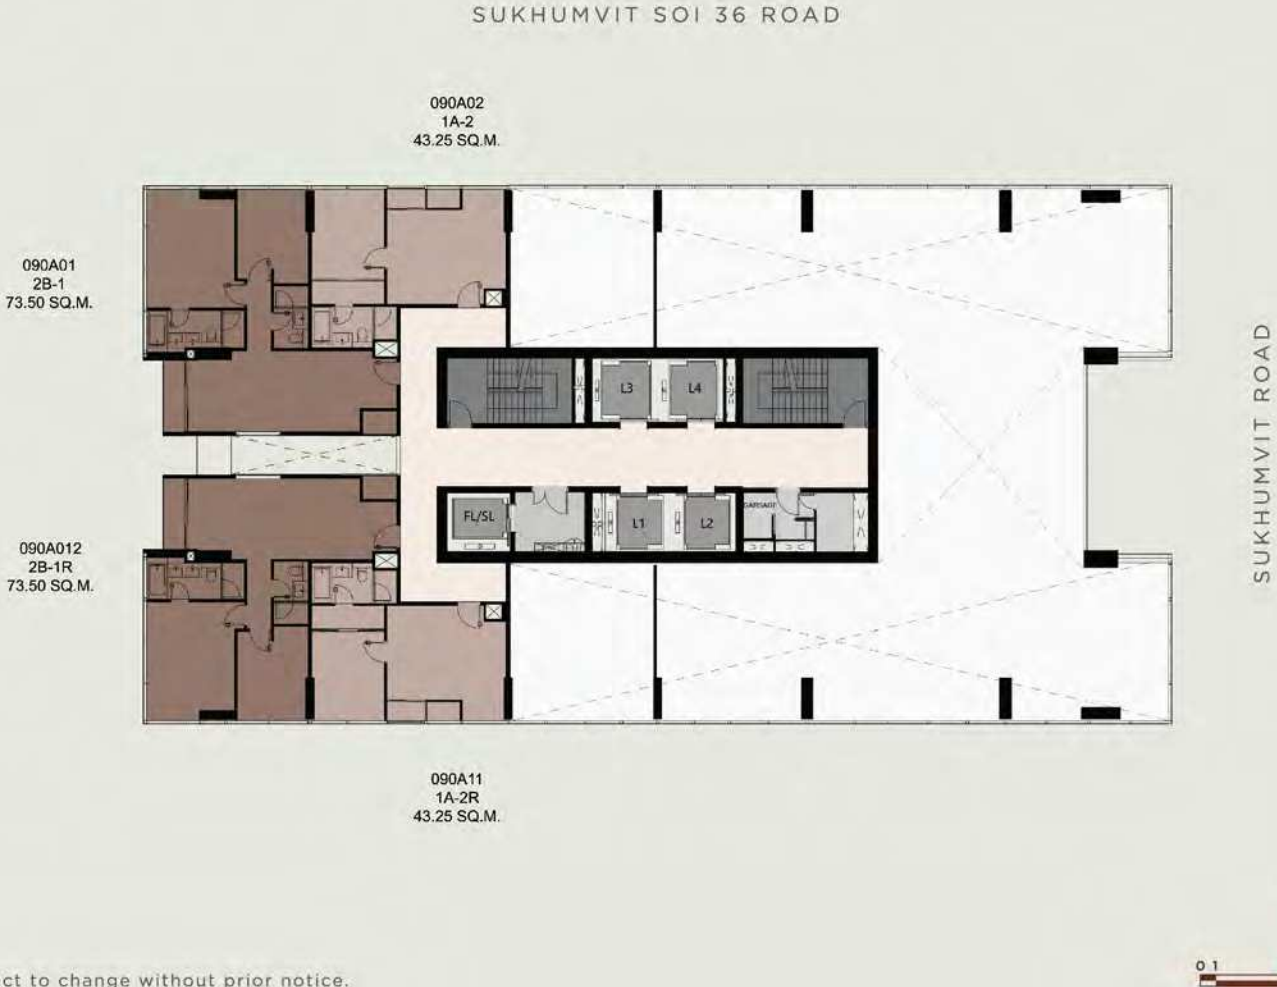 SUKHUMVIT SOI 36 ROAD
090A02
1A-2
43.25 SQ.M.
090A01
2B-1
73.50 SQ.M.
L3
L4
SUKHUMVIT ROAD
FL/SL
L1
L2
GARBAGE
090A012
2B-1R
73.50 SQ.M.
090A11
1A-2R
43.25 SQ.M.
ct to change without prior notice.
0 1